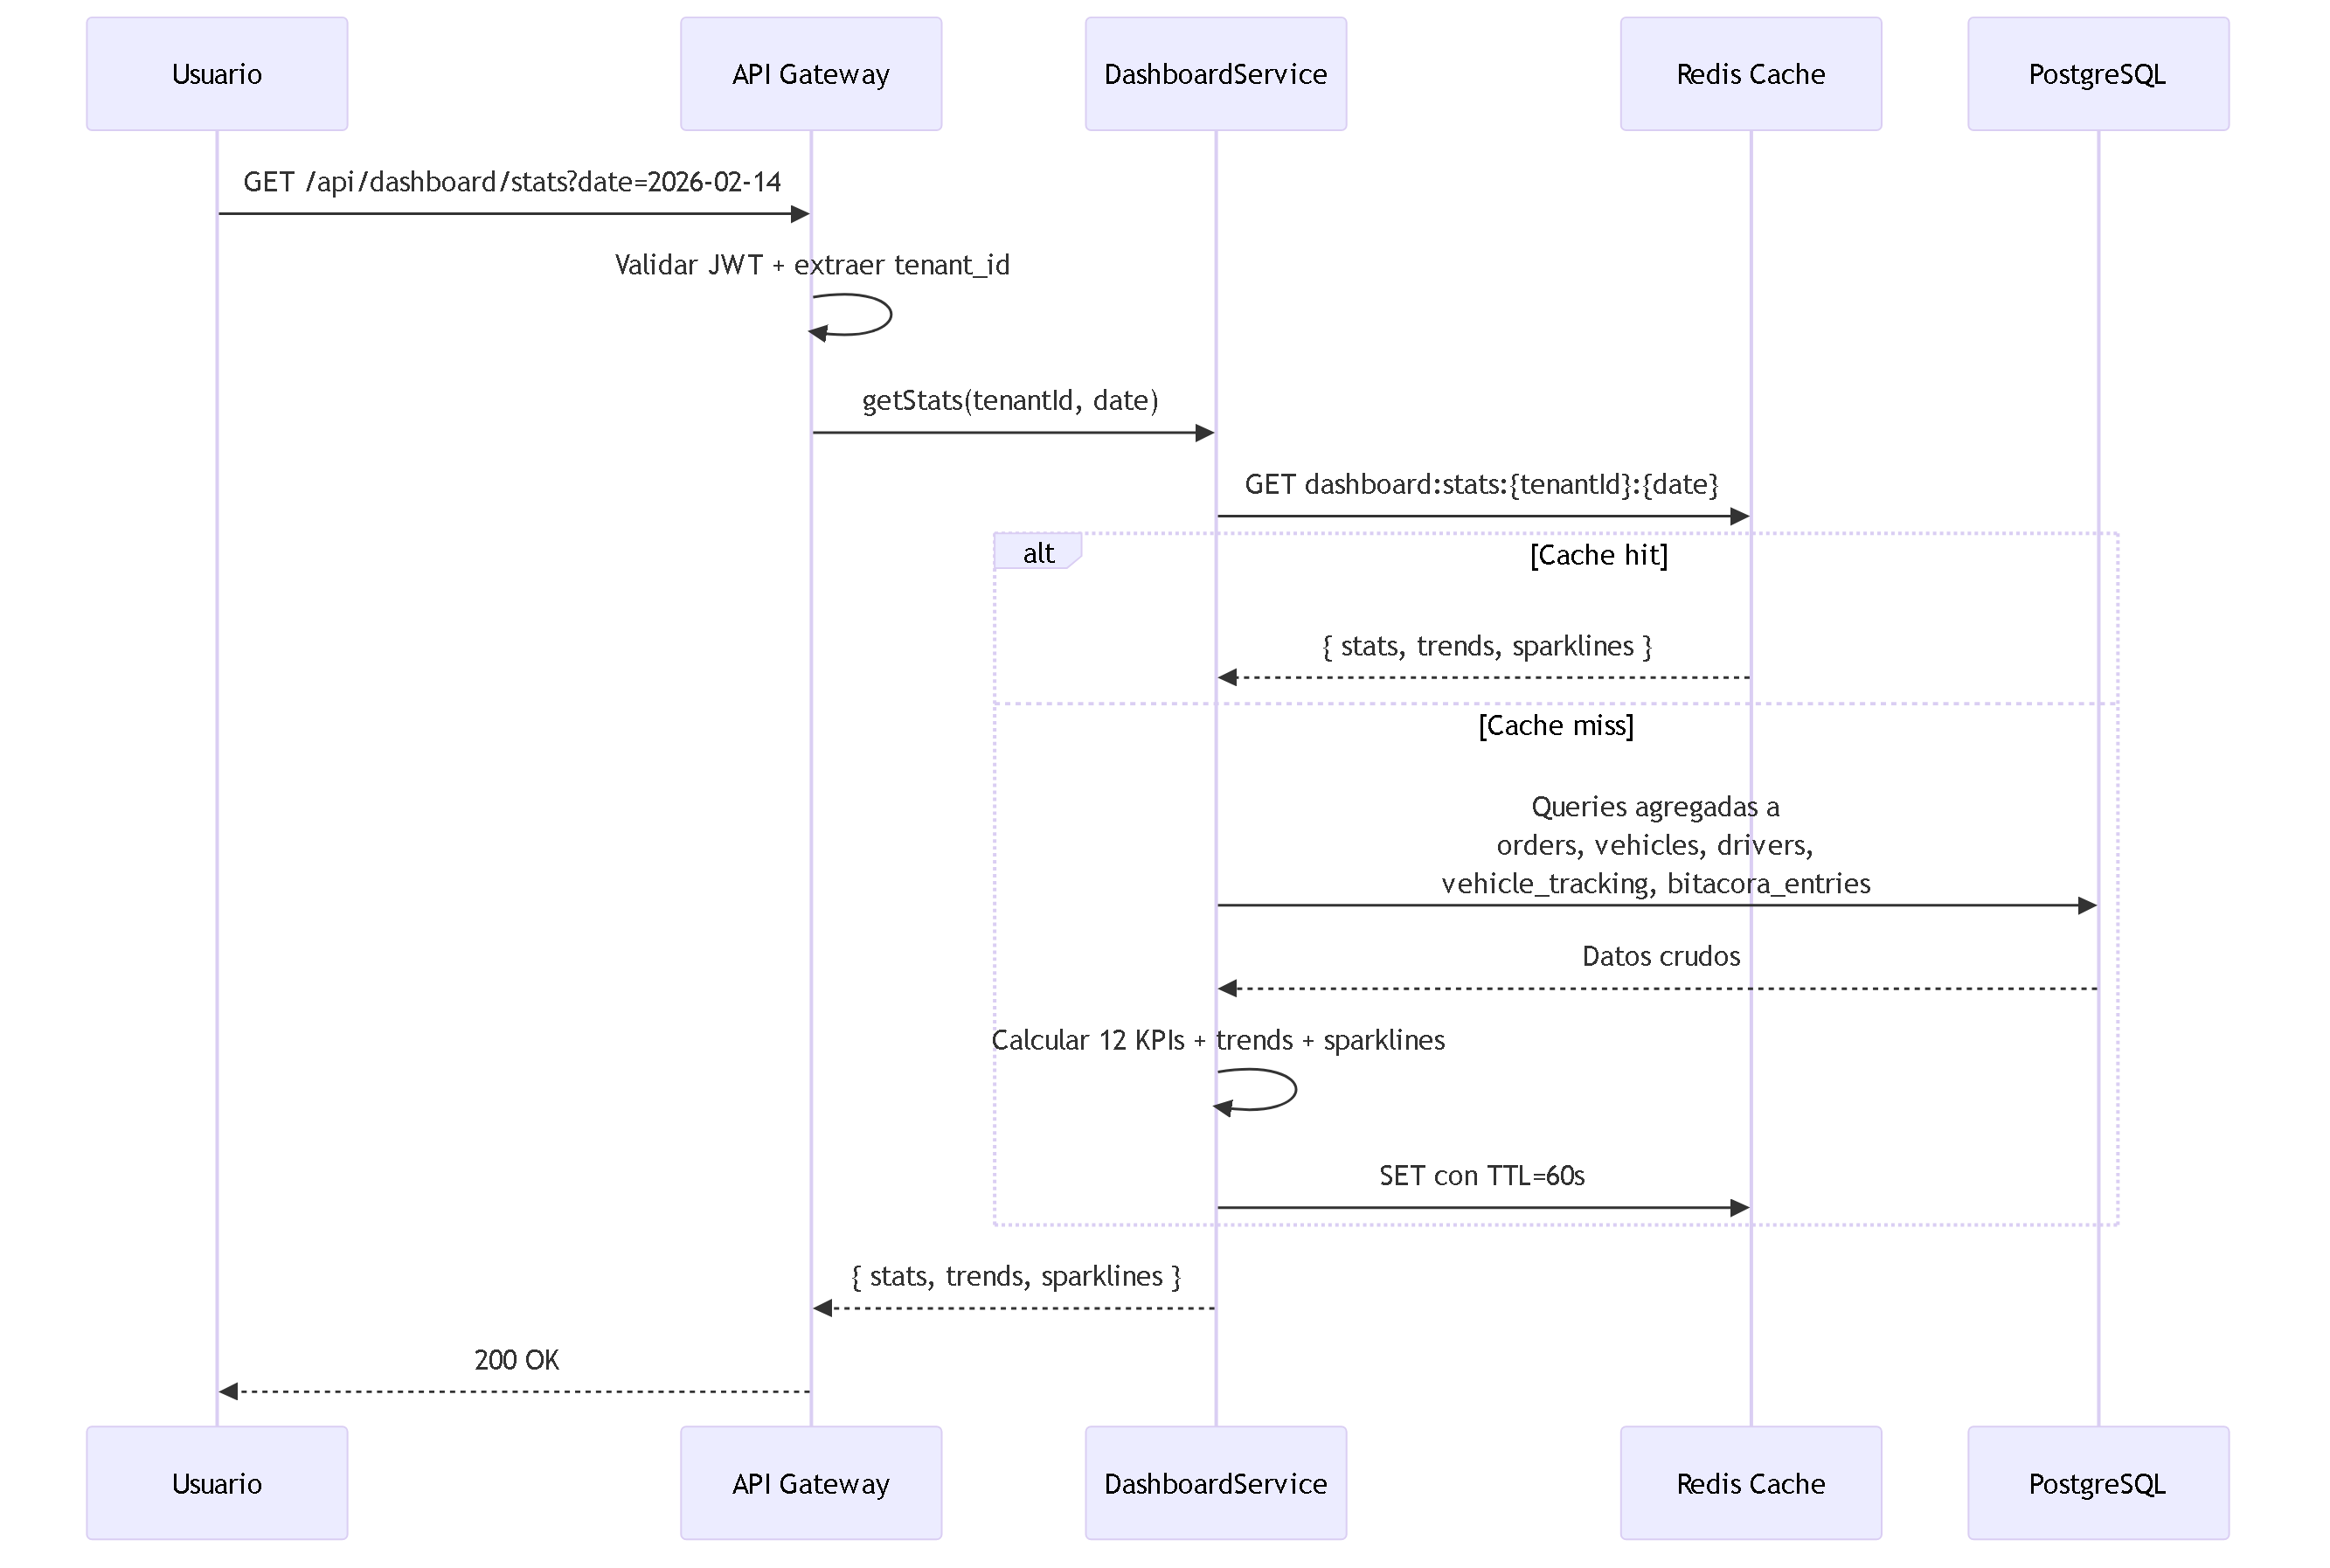 Usuario
API Gateway
DashboardService
Redis Cache
PostgreSQL
GET /api/dashboard/stats?date=2026-02-14
Validar JWT + extraer tenant_id
getStats(tenantId, date)
GET dashboard:stats:{tenantId}:{date}
alt
[Cache hit]
{ stats, trends, sparklines }
[Cache miss]
Queries agregadas a
orders, vehicles, drivers,
vehicle_tracking, bitacora_entries
Datos crudos
Calcular 12 KPIs + trends + sparklines
SET con TTL=60s
{ stats, trends, sparklines }
200 OK
Usuario
API Gateway
DashboardService
Redis Cache
PostgreSQL